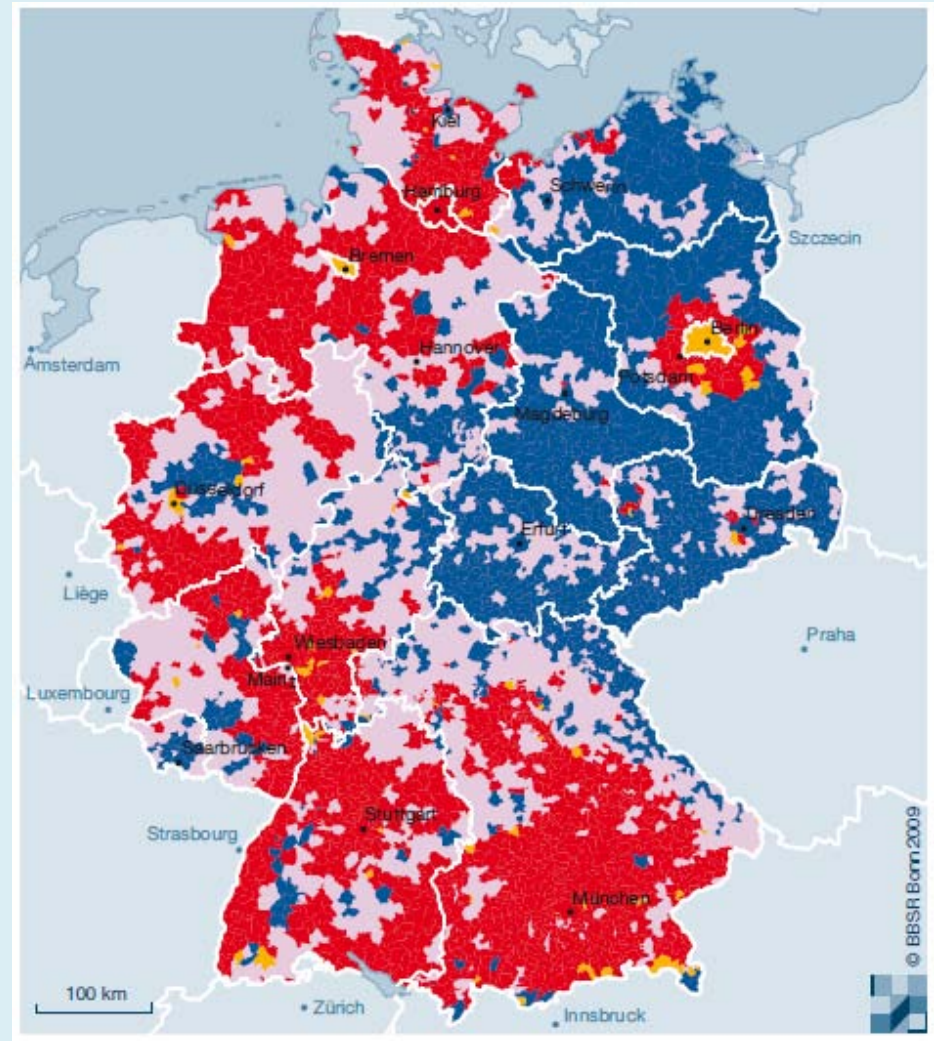 Kiel
Schwerin
Hamburg
Szczecin
Bremen
Berlin
Amsterdam
Hannover
Potsdam
Magdeburg
Düsseldorf
Dresden
Erfurt
Liège
Wiesbaden
Praha
Mainz
Luxembourg
Saarbrücken
Stuttgart
Strasbourg
München
© BBSR Bonn 2009
100 km
Zürich
Innsbruck